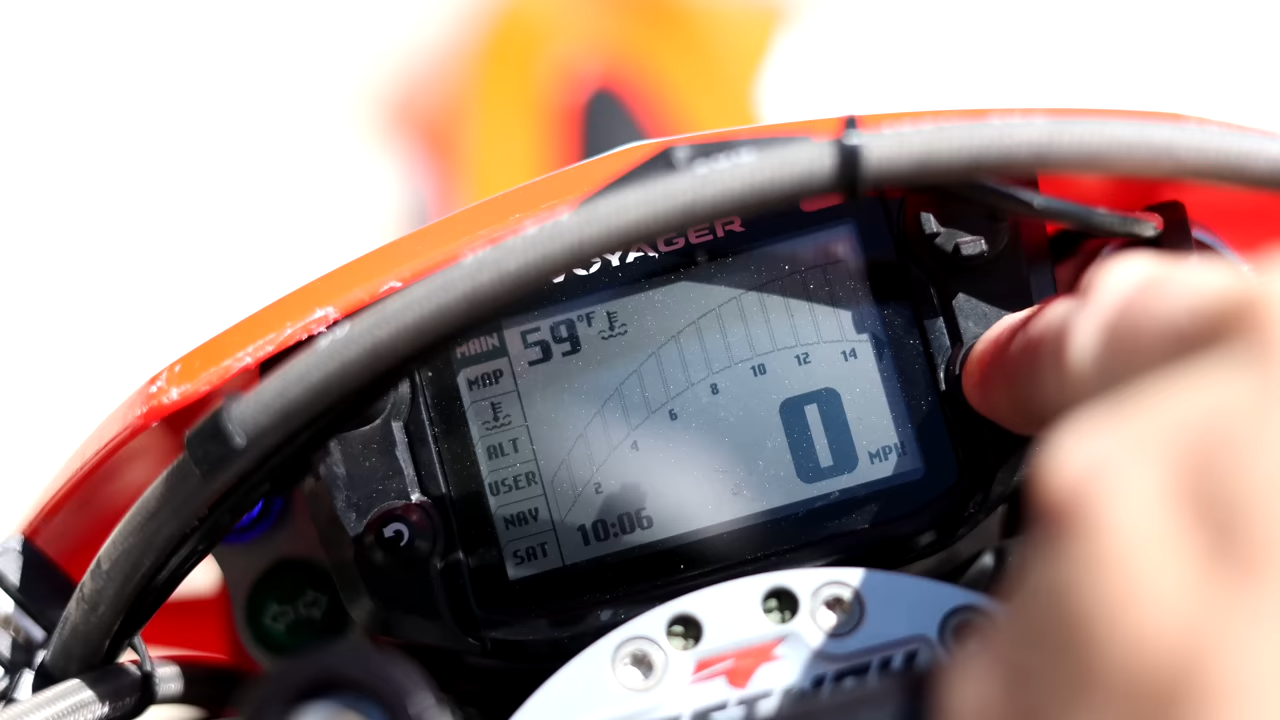 VOYAGER
MAIN
59°F
MAP
ALT
USER
NAV
SAT
2
4
6
8
10
12
14
0
MPH
10:06